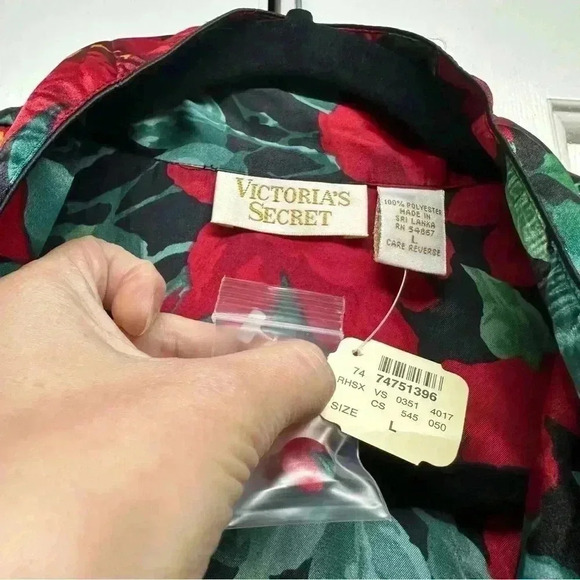 VICTORIA'S
SECRET
100% POLYESTER
MADE IN
SRI LANKA
RN 54867
L
CARE REVERSE
74 74751396
RHSX VS 0351 4017
CS 545 050
SIZE L